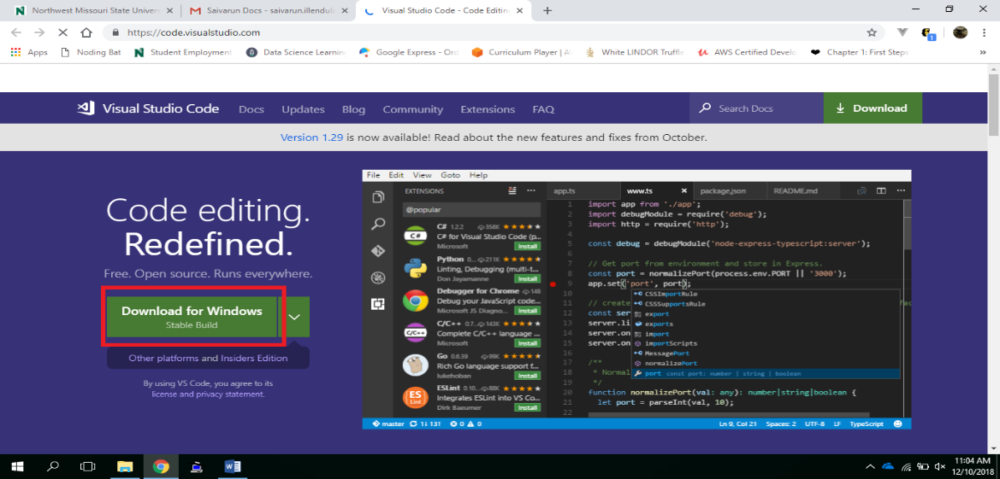 Northwest Missouri State Univers
Saivarun Docs - saivarun.illendula
Visual Studio Code - Code Editing
https://code.visualstudio.com
Apps
Noding Bat
Student Employment
Data Science Learning
Google Express - Ord
Curriculum Player | A
White LINDOR Truffle
AWS Certified Develo
Chapter 1: First Steps
Visual Studio Code
Docs
Updates
Blog
Community
Extensions
FAQ
Search Docs
Download
Version 1.29 is now available! Read about the new features and fixes from October.
Code editing.
Redefined.
Free. Open source. Runs everywhere.
Download for Windows
Stable Build
Other platforms and Insiders Edition
By using VS Code, you agree to its
license and privacy statement.
File Edit View Goto Help
EXTENSIONS
@popular
C# 1.2.2 356K
C# for Visual Studio Code (p...
Install
Python 0... 211K
Linting, Debugging (multi-t...
Don Jayamanne Install
Debugger for Chrome 148
Debug your JavaScript code...
Microsoft JS Diagno... Install
C/C++ 0.7... 143K
Complete C/C++ language ...
Microsoft Install
Go 0.6.39 99K
Rich Go language support f...
lukehoban Install
ESLint 0.10... 88K
Integrates ESLint into VS Co...
Dirk Baeumer Install
app.ts www.ts package.json README.md
1 import app from './app';
2 import debugModule = require('debug');
3 import http = require('http');
4
5 const debug = debugModule('node-express-typescript:server');
6
7 // Get port from environment and store in Express.
8 const port = normalizePort(process.env.PORT || '3000');
9 app.set('port', port);
10
11 // create
12 const ser
13 server.li
14 server.on
15 server.on
16
17 /**
18 * Normal
19 */
20 function normalizePort(val: any): number|string|boolean {
21 let port = parseInt(val, 10);
22
CSSImportRule
CSSSupportsRule
export
exports
import
importScripts
MessagePort
normalizePort
port const port: number | string | boolean
master 1 131 0 0
Ln 9, Col 21 Spaces: 2 UTF-8 LF TypeScript
11:04 AM
12/10/2018